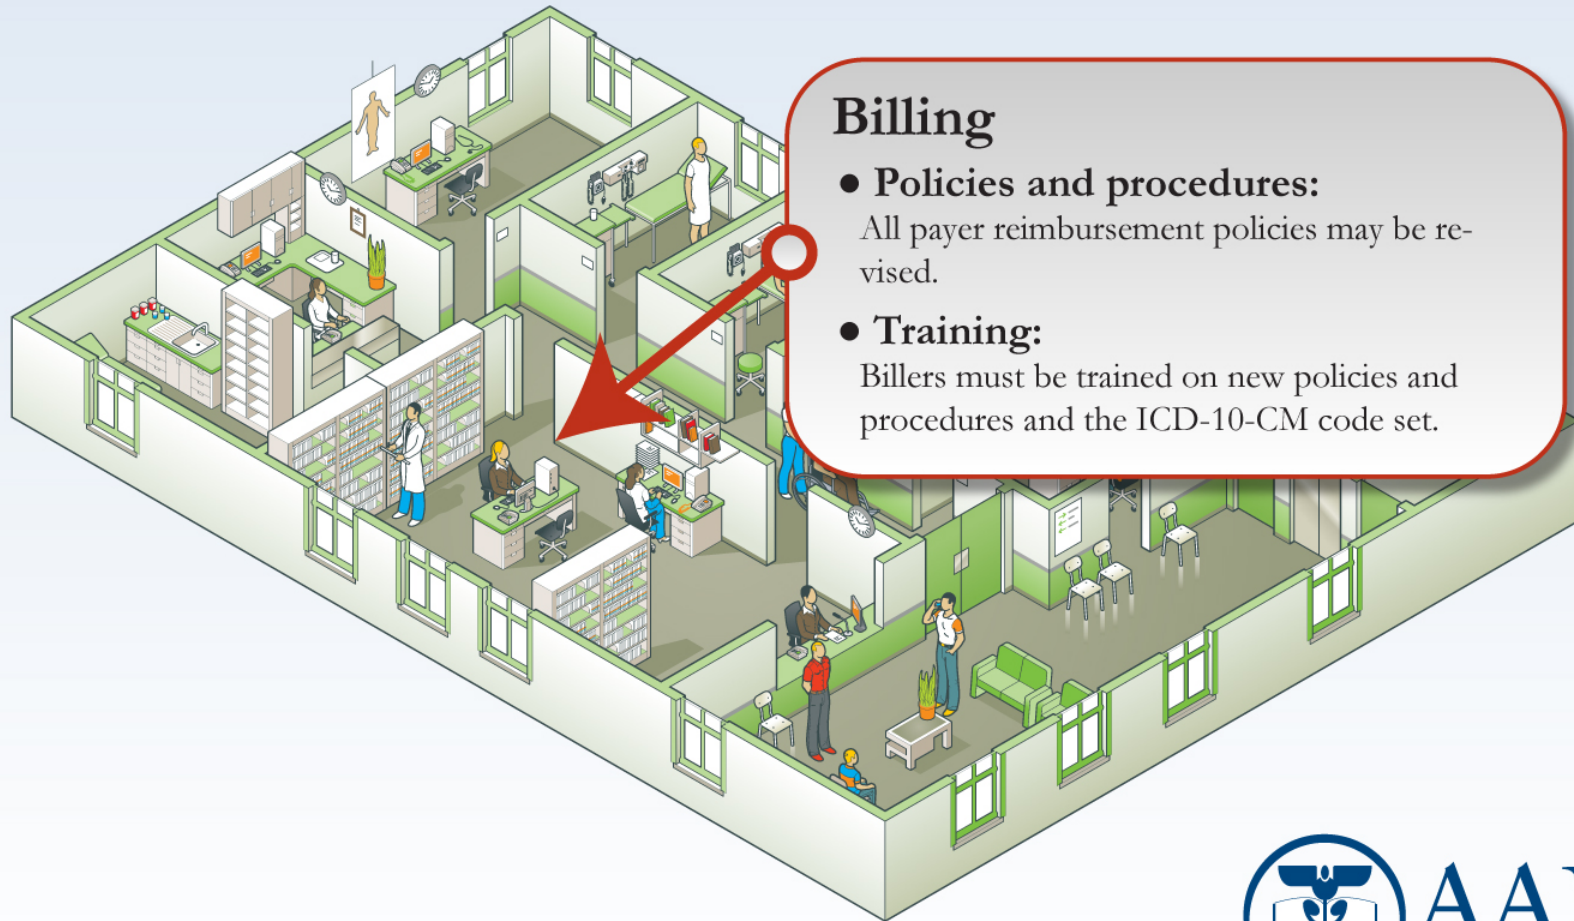 Billing
● Policies and procedures:
All payer reimbursement policies may be re-
vised.
● Training:
Billers must be trained on new policies and
procedures and the ICD-10-CM code set.